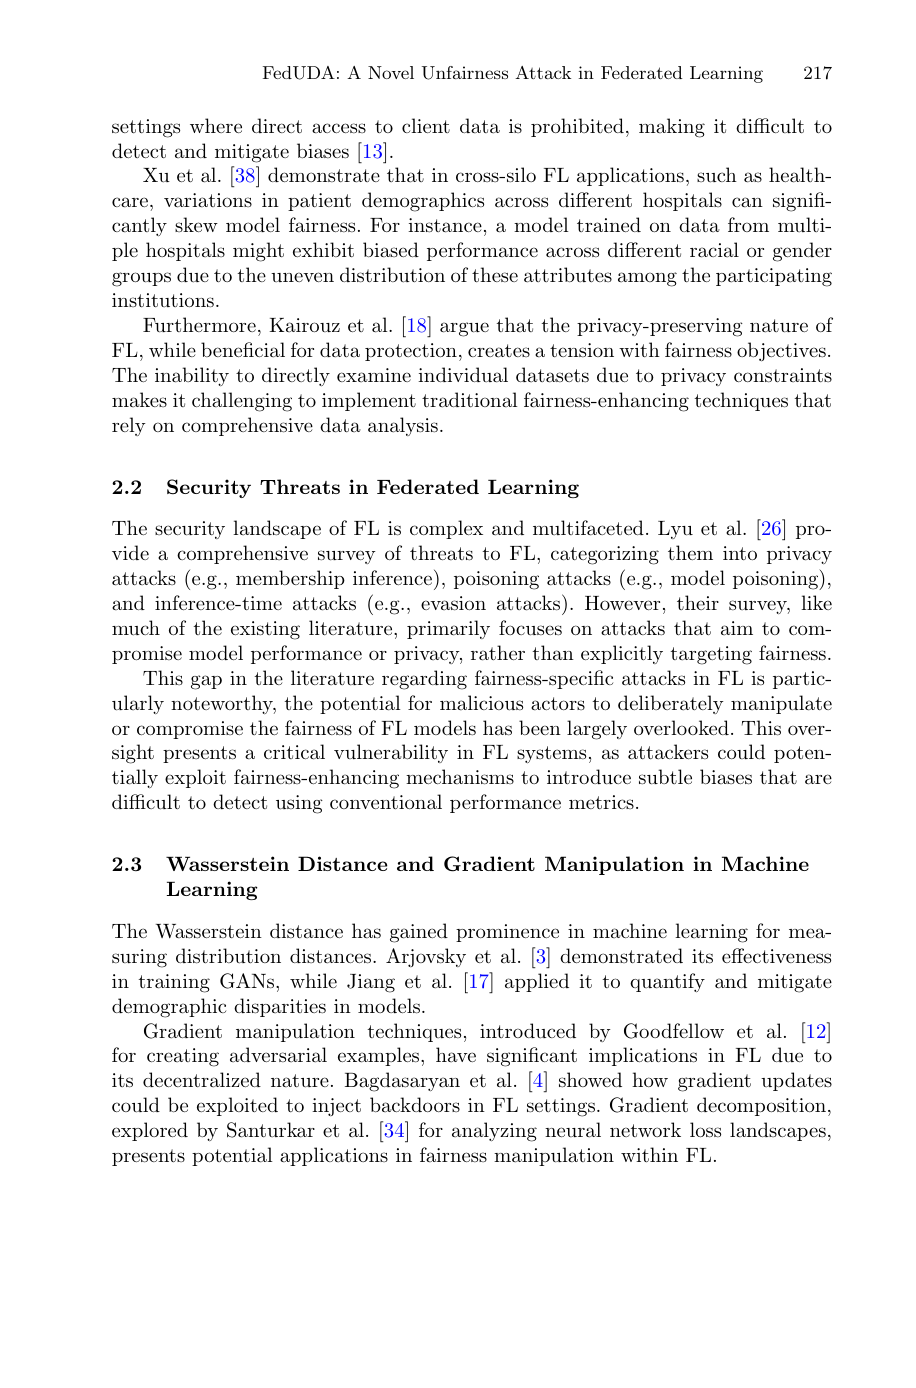 FedUDA: A Novel Unfairness Attack in Federated Learning 217
settings where direct access to client data is prohibited, making it difficult to
detect and mitigate biases [13].
Xu et al. [38] demonstrate that in cross-silo FL applications, such as health-
care, variations in patient demographics across different hospitals can signifi-
cantly skew model fairness. For instance, a model trained on data from multi-
ple hospitals might exhibit biased performance across different racial or gender
groups due to the uneven distribution of these attributes among the participating
institutions.
Furthermore, Kairouz et al. [18] argue that the privacy-preserving nature of
FL, while beneficial for data protection, creates a tension with fairness objectives.
The inability to directly examine individual datasets due to privacy constraints
makes it challenging to implement traditional fairness-enhancing techniques that
rely on comprehensive data analysis.
2.2 Security Threats in Federated Learning
The security landscape of FL is complex and multifaceted. Lyu et al. [26] pro-
vide a comprehensive survey of threats to FL, categorizing them into privacy
attacks (e.g., membership inference), poisoning attacks (e.g., model poisoning),
and inference-time attacks (e.g., evasion attacks). However, their survey, like
much of the existing literature, primarily focuses on attacks that aim to com-
promise model performance or privacy, rather than explicitly targeting fairness.
This gap in the literature regarding fairness-specific attacks in FL is partic-
ularly noteworthy, the potential for malicious actors to deliberately manipulate
or compromise the fairness of FL models has been largely overlooked. This over-
sight presents a critical vulnerability in FL systems, as attackers could poten-
tially exploit fairness-enhancing mechanisms to introduce subtle biases that are
difficult to detect using conventional performance metrics.
2.3 Wasserstein Distance and Gradient Manipulation in Machine
Learning
The Wasserstein distance has gained prominence in machine learning for mea-
suring distribution distances. Arjovsky et al. [3] demonstrated its effectiveness
in training GANs, while Jiang et al. [17] applied it to quantify and mitigate
demographic disparities in models.
Gradient manipulation techniques, introduced by Goodfellow et al. [12]
for creating adversarial examples, have significant implications in FL due to
its decentralized nature. Bagdasaryan et al. [4] showed how gradient updates
could be exploited to inject backdoors in FL settings. Gradient decomposition,
explored by Santurkar et al. [34] for analyzing neural network loss landscapes,
presents potential applications in fairness manipulation within FL.